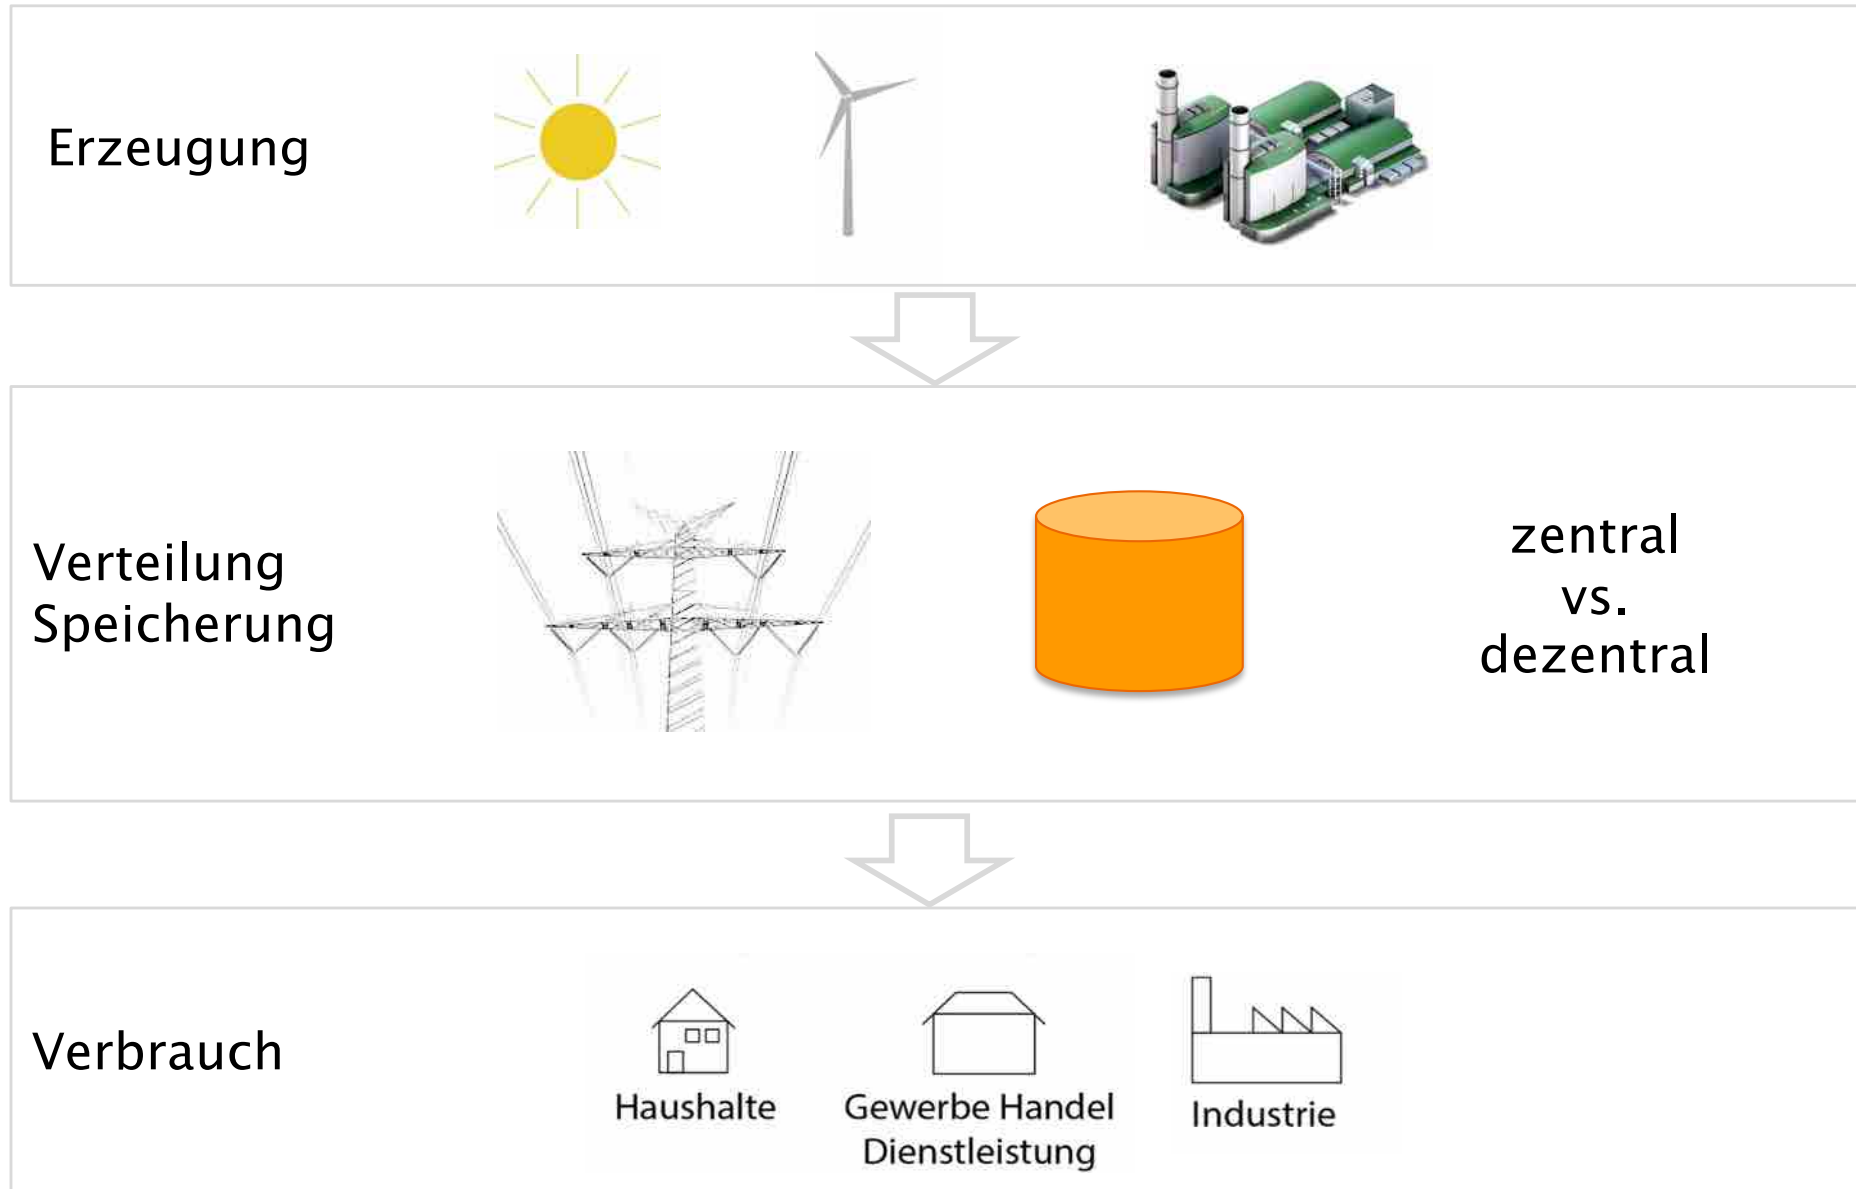 Erzeugung
Verteilung
Speicherung
zentral
vs.
dezentral
Verbrauch
Haushalte
Gewerbe Handel
Dienstleistung
Industrie